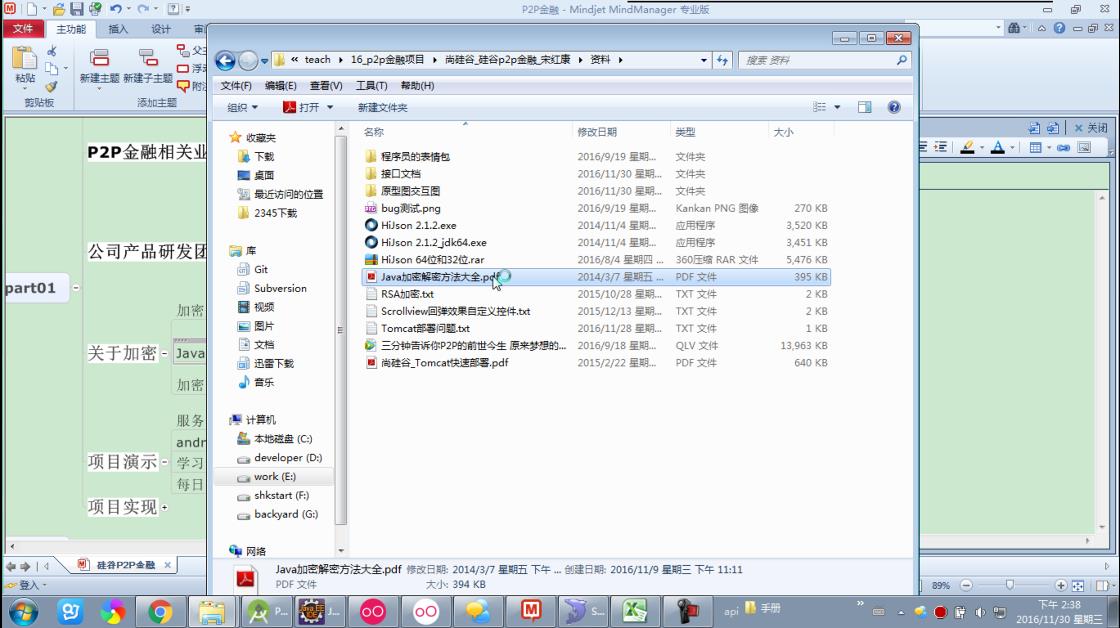 P2P金融 - Mindjet MindManager 专业版
文件 主功能 插入 设计
粘贴
新建主题 新建子主题
剪贴板 添加主题
« teach 16_p2p金融项目 尚硅谷_硅谷p2p金融_宋红康 资料
搜索 资料
文件(F) 编辑(E) 查看(V) 工具(T) 帮助(H)
组织 打开 新建文件夹
关闭
收藏夹
下载
桌面
最近访问的位置
2345下载
库
Git
Subversion
视频
图片
文档
迅雷下载
音乐
计算机
本地磁盘 (C:)
developer (D:)
work (E:)
shkstart (F:)
backyard (G:)
网络
名称 修改日期 类型 大小
程序员的表情包 2016/9/19 星期... 文件夹
接口文档 2016/11/30 星期... 文件夹
原型图交互图 2016/11/30 星期... 文件夹
bug测试.png 2016/9/19 星期... Kankan PNG 图像 270 KB
HiJson 2.1.2.exe 2014/11/4 星期... 应用程序 3,520 KB
HiJson 2.1.2_jdk64.exe 2014/11/4 星期... 应用程序 3,451 KB
HiJson 64位和32位.rar 2016/8/4 星期四 ... 360压缩 RAR 文件 5,476 KB
Java加密解密方法大全.pdf 2014/3/7 星期五 ... PDF 文件 395 KB
RSA加密.txt 2015/10/28 星期... TXT 文件 2 KB
Scrollview回弹效果自定义控件.txt 2015/12/13 星期... TXT 文件 2 KB
Tomcat部署问题.txt 2016/11/28 星期... TXT 文件 1 KB
三分钟告诉你P2P的前世今生 原来梦想的... 2016/9/18 星期... QLV 文件 13,963 KB
尚硅谷_Tomcat快速部署.pdf 2015/2/22 星期... PDF 文件 640 KB
P2P金融相关业
公司产品研发团
part01
加密
关于加密
Java
加密
服务
andr
项目演示
学习
每日
项目实现
Java加密解密方法大全.pdf 修改日期: 2014/3/7 星期五 下午 ... 创建日期: 2016/11/9 星期三 下午 11:11
PDF 文件 大小: 394 KB
硅谷P2P金融
登入
89%
P...
J...
S...
api 手册
下午 2:38
2016/11/30 星期三